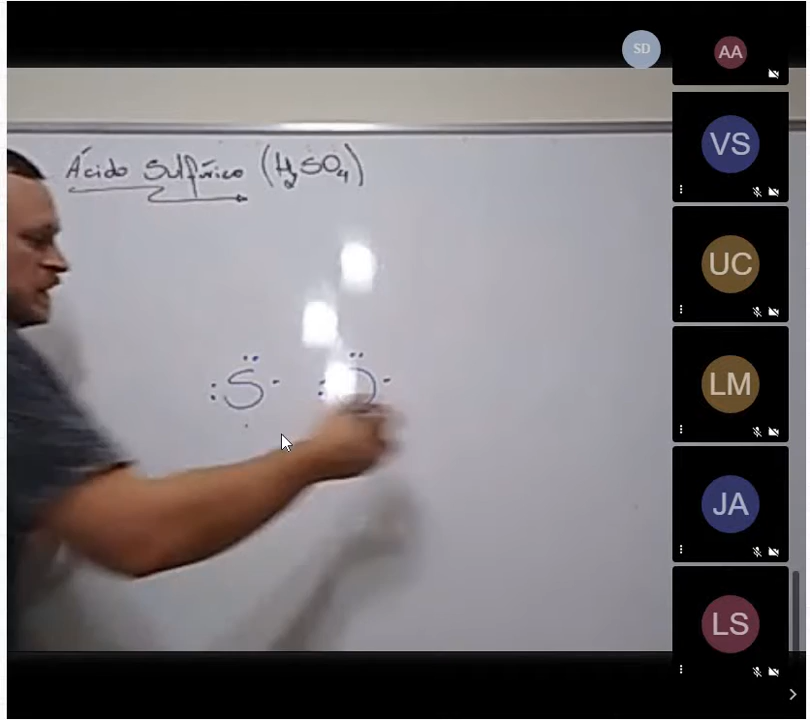 SD
AA
Ácido Sulfúrico (H₂SO₄)
VS
UC
S O
LM
JA
LS